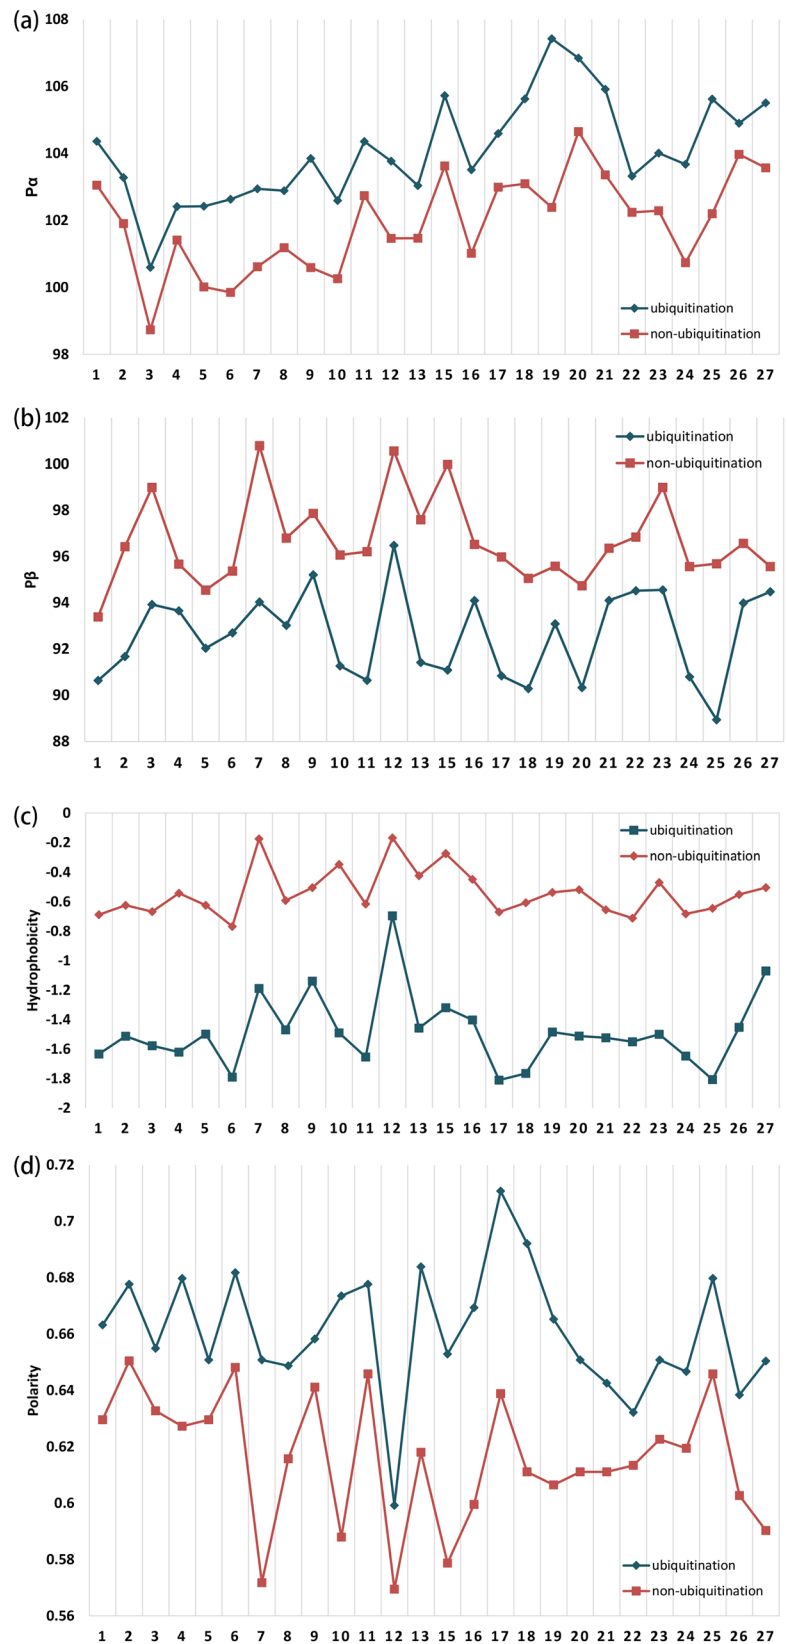 (a)
108
106
104
102
100
98
Pα
ubiquitination
non-ubiquitination
1 2 3 4 5 6 7 8 9 10 11 12 13 15 16 17 18 19 20 21 22 23 24 25 26 27
(b)
102
100
98
96
94
92
90
88
Pβ
ubiquitination
non-ubiquitination
1 2 3 4 5 6 7 8 9 10 11 12 13 15 16 17 18 19 20 21 22 23 24 25 26 27
(c)
0
-0.2
-0.4
-0.6
-0.8
-1
-1.2
-1.4
-1.6
-1.8
-2
Hydrophobicity
ubiquitination
non-ubiquitination
1 2 3 4 5 6 7 8 9 10 11 12 13 15 16 17 18 19 20 21 22 23 24 25 26 27
(d)
0.72
0.7
0.68
0.66
0.64
0.62
0.6
0.58
0.56
Polarity
ubiquitination
non-ubiquitination
1 2 3 4 5 6 7 8 9 10 11 12 13 15 16 17 18 19 20 21 22 23 24 25 26 27